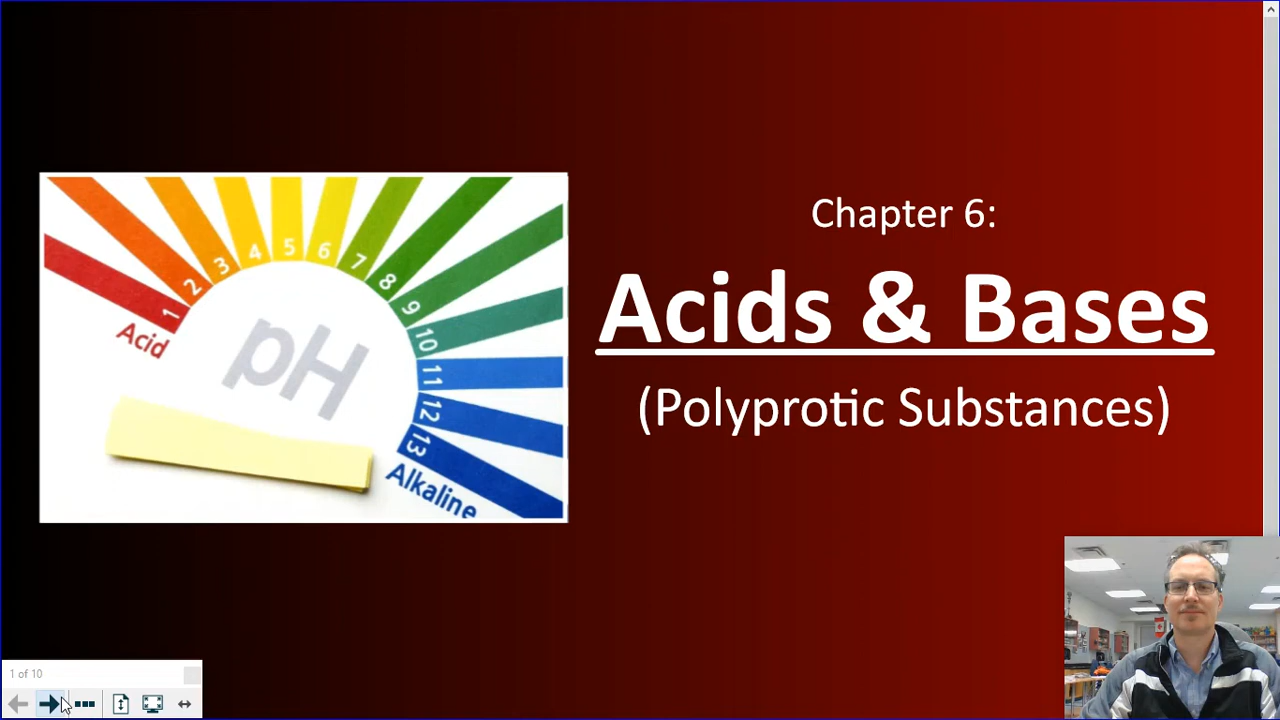 Chapter 6:
Acids & Bases
(Polyprotic Substances)
1
2
3
4
5
6
7
8
9
10
11
12
13
Acid
pH
Alkaline
1 of 10